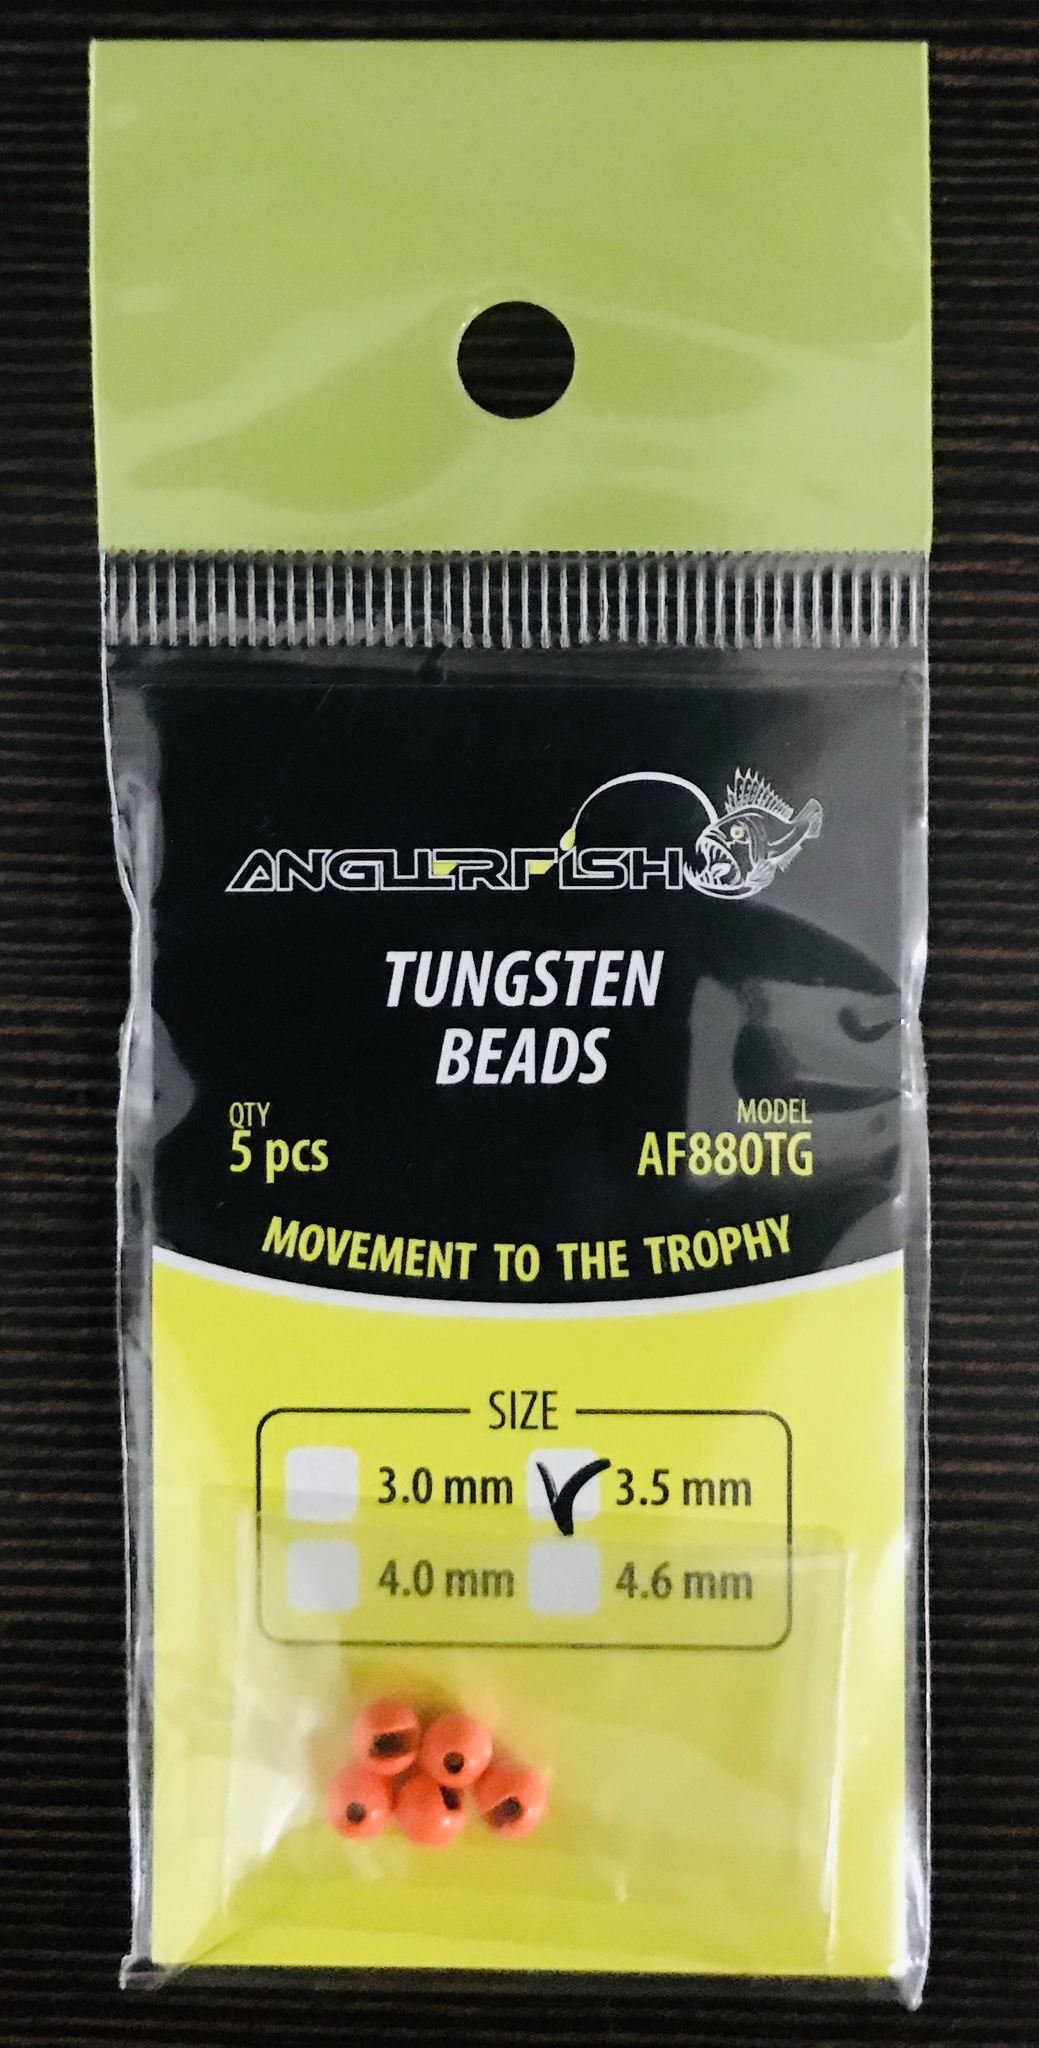 ANGLERFISH
TUNGSTEN
BEADS
QTY
5 pcs
MODEL
AF880TG
MOVEMENT TO THE TROPHY
SIZE
3.0 mm 3.5 mm
4.0 mm 4.6 mm